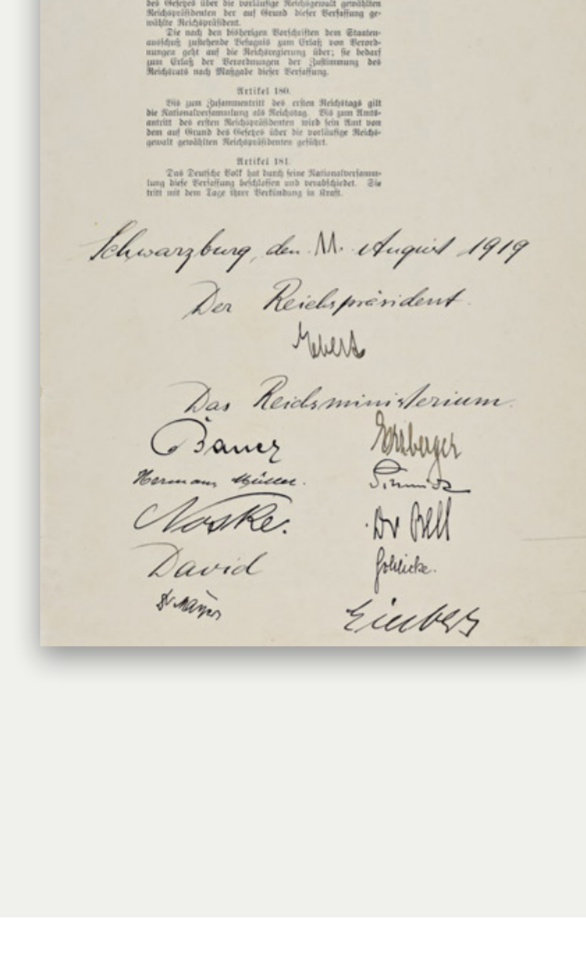 des Gesetzes über die vorläufige Reichsgewalt gewählten
Reichspräsidenten der auf Grund dieser Verfassung ge-
wählte Reichspräsident.
Die nach den bisherigen Vorschriften dem Staaten-
ausschuß zustehende Befugnis zum Erlaß von Verord-
nungen geht auf die Reichsregierung über; sie bedarf
zum Erlaß der Verordnungen der Zustimmung des
Reichsrats nach Maßgabe dieser Verfassung.
Artikel 180.
Bis zum Zusammentritt des ersten Reichstags gilt
die Nationalversammlung als Reichstag. Bis zum Amts-
antritt des ersten Reichspräsidenten wird sein Amt von
dem auf Grund des Gesetzes über die vorläufige Reichs-
gewalt gewählten Reichspräsidenten geführt.
Artikel 181.
Das Deutsche Volk hat durch seine Nationalversamm-
lung diese Verfassung beschlossen und verabschiedet. Sie
tritt mit dem Tage ihrer Verkündung in Kraft.
Schwarzburg, den 11. August 1919
Der Reichspräsident.
Ebert
Das Reichsministerium.
Bauer Erzberger
Hermann Müller. Schmidt
Noske. Dr Bell
David Schlicke.
Dr Mayer Giesberts